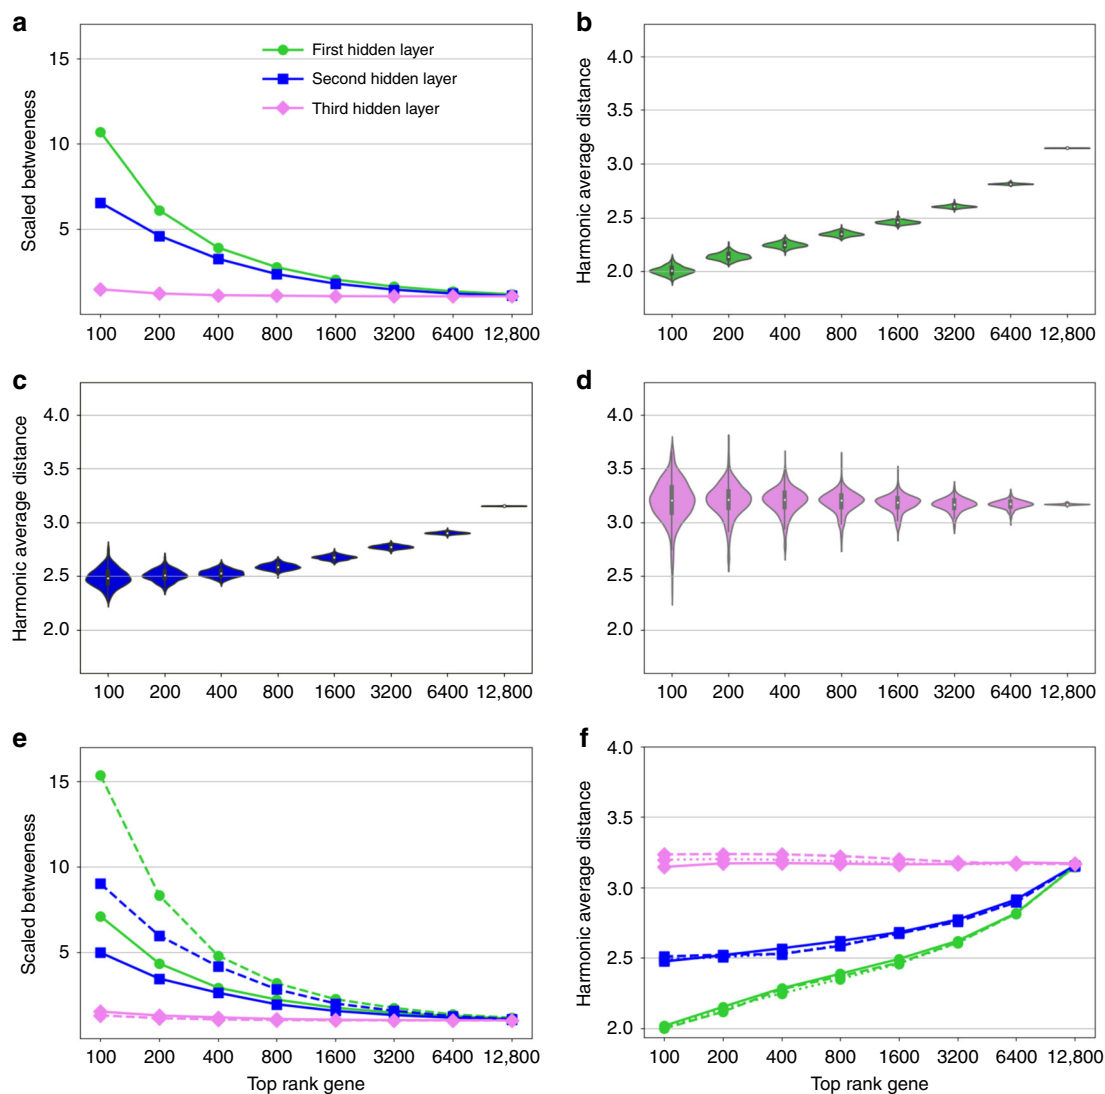 a
Scaled betweeness
15
10
5
First hidden layer
Second hidden layer
Third hidden layer
100 200 400 800 1600 3200 6400 12,800
b
Harmonic average distance
4.0
3.5
3.0
2.5
2.0
100 200 400 800 1600 3200 6400 12,800
c
Harmonic average distance
4.0
3.5
3.0
2.5
2.0
100 200 400 800 1600 3200 6400 12,800
d
4.0
3.5
3.0
2.5
2.0
100 200 400 800 1600 3200 6400 12,800
e
Scaled betweeness
15
10
5
100 200 400 800 1600 3200 6400 12,800
Top rank gene
f
Harmonic average distance
4.0
3.5
3.0
2.5
2.0
100 200 400 800 1600 3200 6400 12,800
Top rank gene